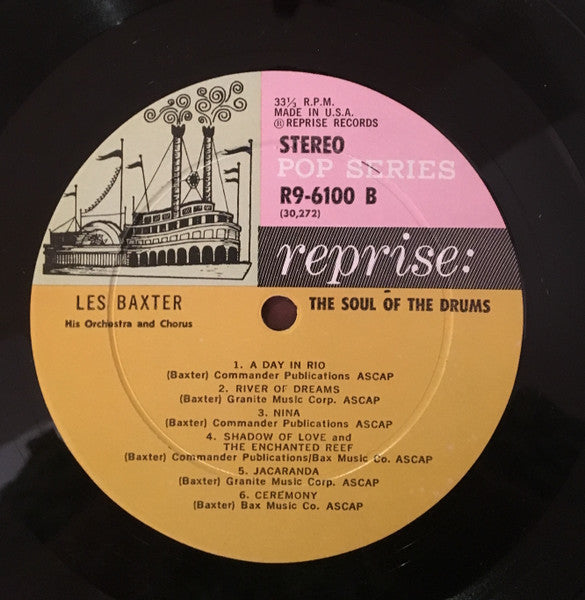 33⅓ R.P.M.
MADE IN U.S.A.
℗ REPRISE RECORDS
STEREO
POP SERIES
R9-6100 B
(30,272)
reprise:
LES BAXTER
His Orchestra and Chorus
THE SOUL OF THE DRUMS
1. A DAY IN RIO
(Baxter) Commander Publications ASCAP
2. RIVER OF DREAMS
(Baxter) Granite Music Corp. ASCAP
3. NINA
(Baxter) Commander Publications ASCAP
4. SHADOW OF LOVE and
THE ENCHANTED REEF
(Baxter) Commander Publications/Bax Music Co. ASCAP
5. JACARANDA
(Baxter) Granite Music Corp. ASCAP
6. CEREMONY
(Baxter) Bax Music Co. ASCAP